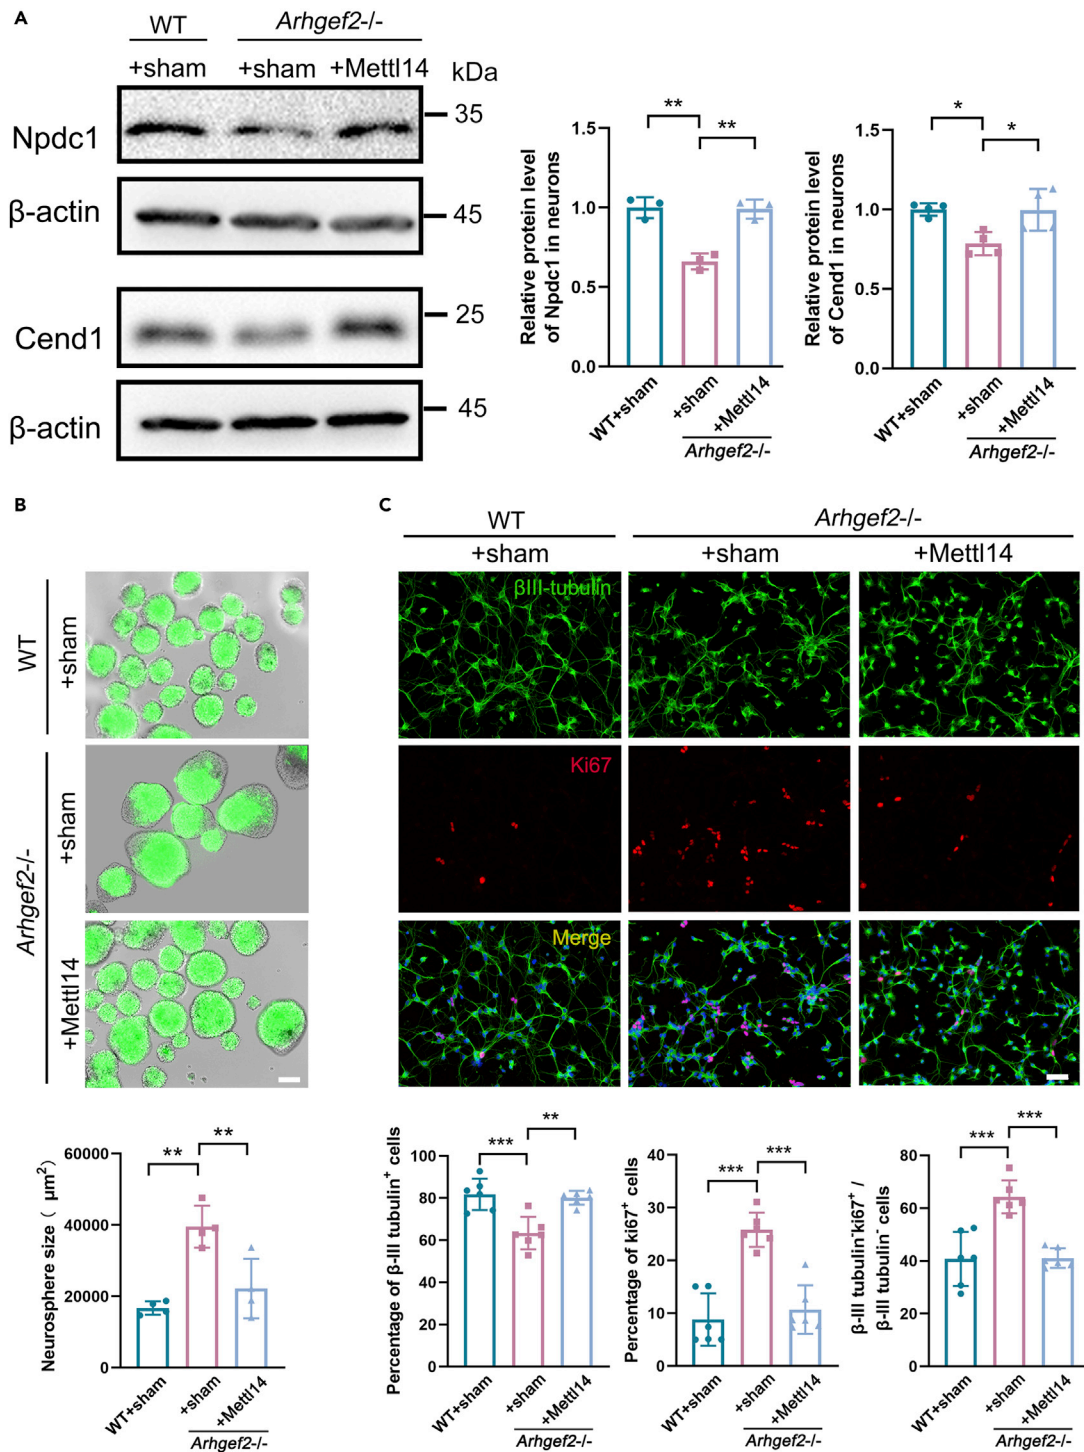 A
WT
Arhgef2-/-
+sham
+sham
+Mettl14
kDa
Npdc1
35
β-actin
45
Cend1
25
β-actin
45
Relative protein level
of Npdc1 in neurons
1.5
1.0
0.5
0.0
**
**
WT+sham
+sham
+Mettl14
Arhgef2-/-
Relative protein level
of Cend1 in neurons
1.5
1.0
0.5
0.0
*
*
WT+sham
+sham
+Mettl14
Arhgef2-/-
B
WT
+sham
Arhgef2-/-
+sham
+Mettl14
Neurosphere size ( μm²)
60000
40000
20000
0
**
**
WT+sham
+sham
+Mettl14
Arhgef2-/-
C
WT
Arhgef2-/-
+sham
+sham
+Mettl14
βIII-tubulin
Ki67
Merge
Percentage of β-III tubulin⁺ cells
100
80
60
40
20
0
***
**
WT+sham
+sham
+Mettl14
Arhgef2-/-
Percentage of ki67⁺ cells
40
30
20
10
0
***
***
WT+sham
+sham
+Mettl14
Arhgef2-/-
β-III tubulin⁻ki67⁺ /
β-III tubulin⁻ cells
80
60
40
20
0
***
***
WT+sham
+sham
+Mettl14
Arhgef2-/-